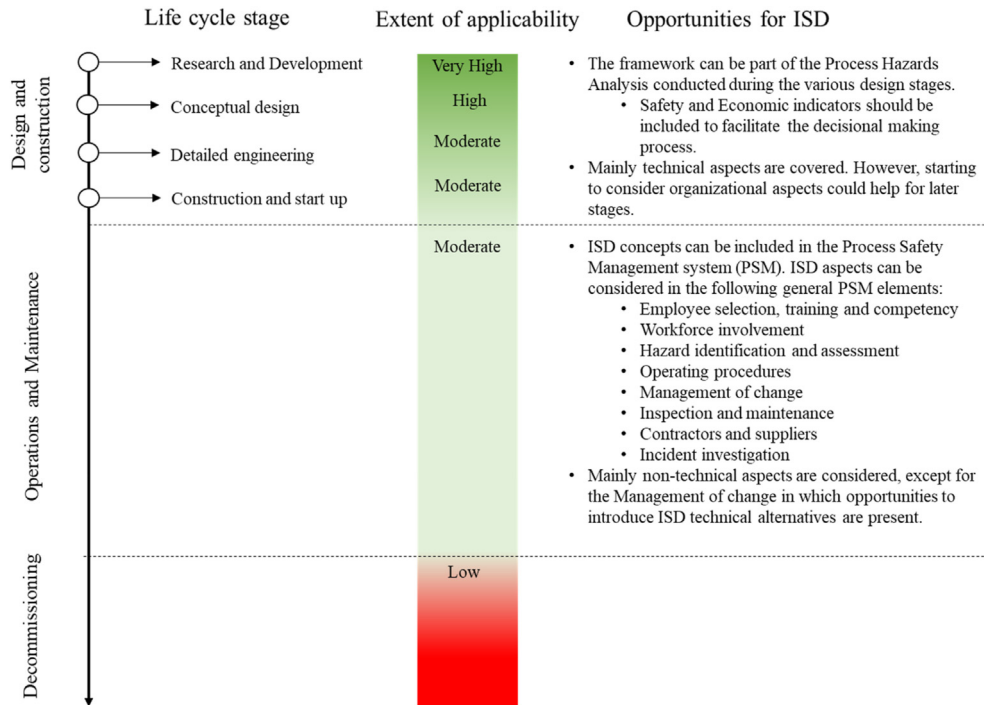 Life cycle stage
Extent of applicability
Opportunities for ISD
Design and
construction
Research and Development
Conceptual design
Detailed engineering
Construction and start up
Very High
High
Moderate
Moderate
• The framework can be part of the Process Hazards
Analysis conducted during the various design stages.
• Safety and Economic indicators should be
included to facilitate the decisional making
process.
• Mainly technical aspects are covered. However, starting
to consider organizational aspects could help for later
stages.
Operations and Maintenance
Moderate
• ISD concepts can be included in the Process Safety
Management system (PSM). ISD aspects can be
considered in the following general PSM elements:
• Employee selection, training and competency
• Workforce involvement
• Hazard identification and assessment
• Operating procedures
• Management of change
• Inspection and maintenance
• Contractors and suppliers
• Incident investigation
• Mainly non-technical aspects are considered, except for
the Management of change in which opportunities to
introduce ISD technical alternatives are present.
Decommissioning
Low